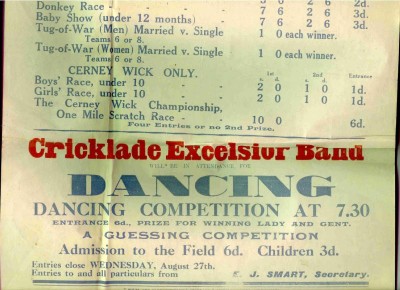 Donkey Race - - 5 0 2 6 2d.
Baby Show (under 12 months) 7 6 2 6 2d.
Tug-of-War (Men) Married v. Single 7 6 2 6 3d.
Teams 6 or 8. 1 0 each winner.
Tug-of-War (Women) Married v. Single
Teams 6 or 8. 1 0 each winner.
CERNEY WICK ONLY. 1st 2nd Entrance
s. d. s. d.
Boys' Race, under 10 - 2 0 1 0 1d.
Girls' Race, under 10 - 2 0 1 0 1d.
The Cerney Wick Championship,
One Mile Scratch Race - 10 0 6d.
Four Entries or no 2nd Prize.
Cricklade Excelsior Band
WILL BE IN ATTENDANCE FOR
DANCING
DANCING COMPETITION AT 7.30
ENTRANCE 6d., PRIZE FOR WINNING LADY AND GENT.
A GUESSING COMPETITION
Admission to the Field 6d. Children 3d.
Entries close WEDNESDAY, August 27th.
Entries to and all particulars from E. J. SMART, Secretary.